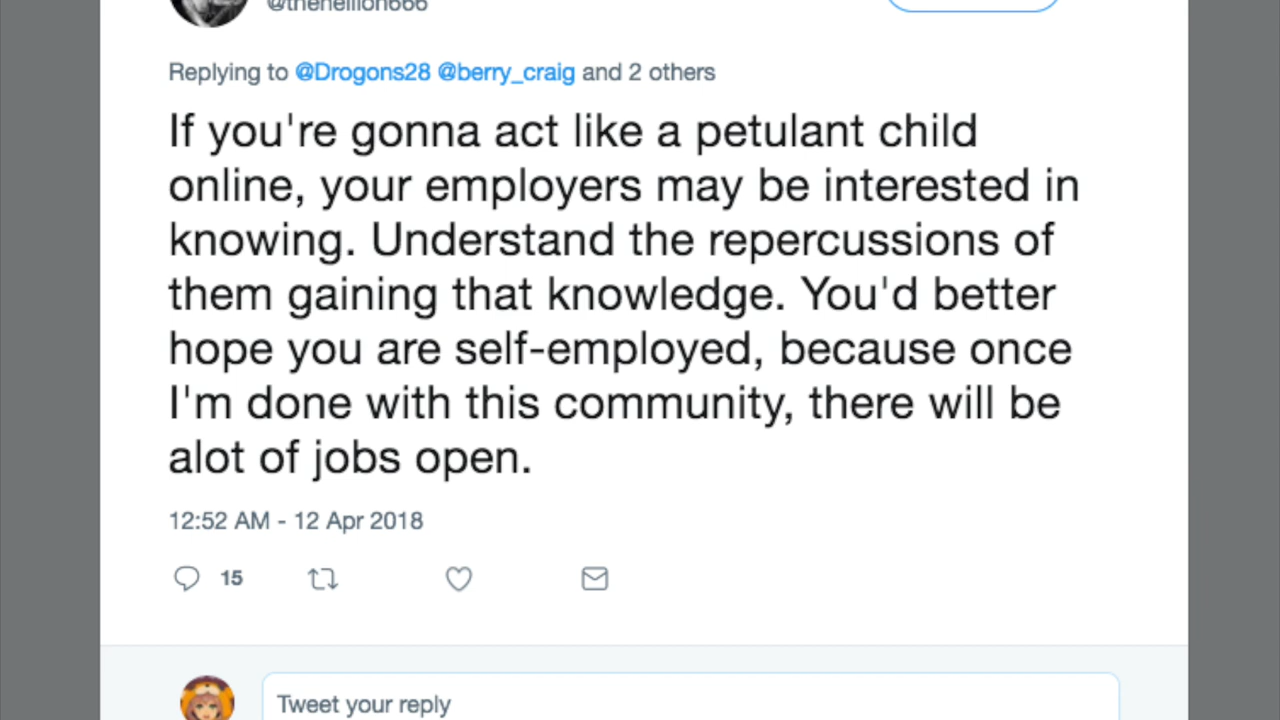 @thehellion666
Replying to @Drogons28 @berry_craig and 2 others
If you're gonna act like a petulant child
online, your employers may be interested in
knowing. Understand the repercussions of
them gaining that knowledge. You'd better
hope you are self-employed, because once
I'm done with this community, there will be
alot of jobs open.
12:52 AM - 12 Apr 2018
15
Tweet your reply